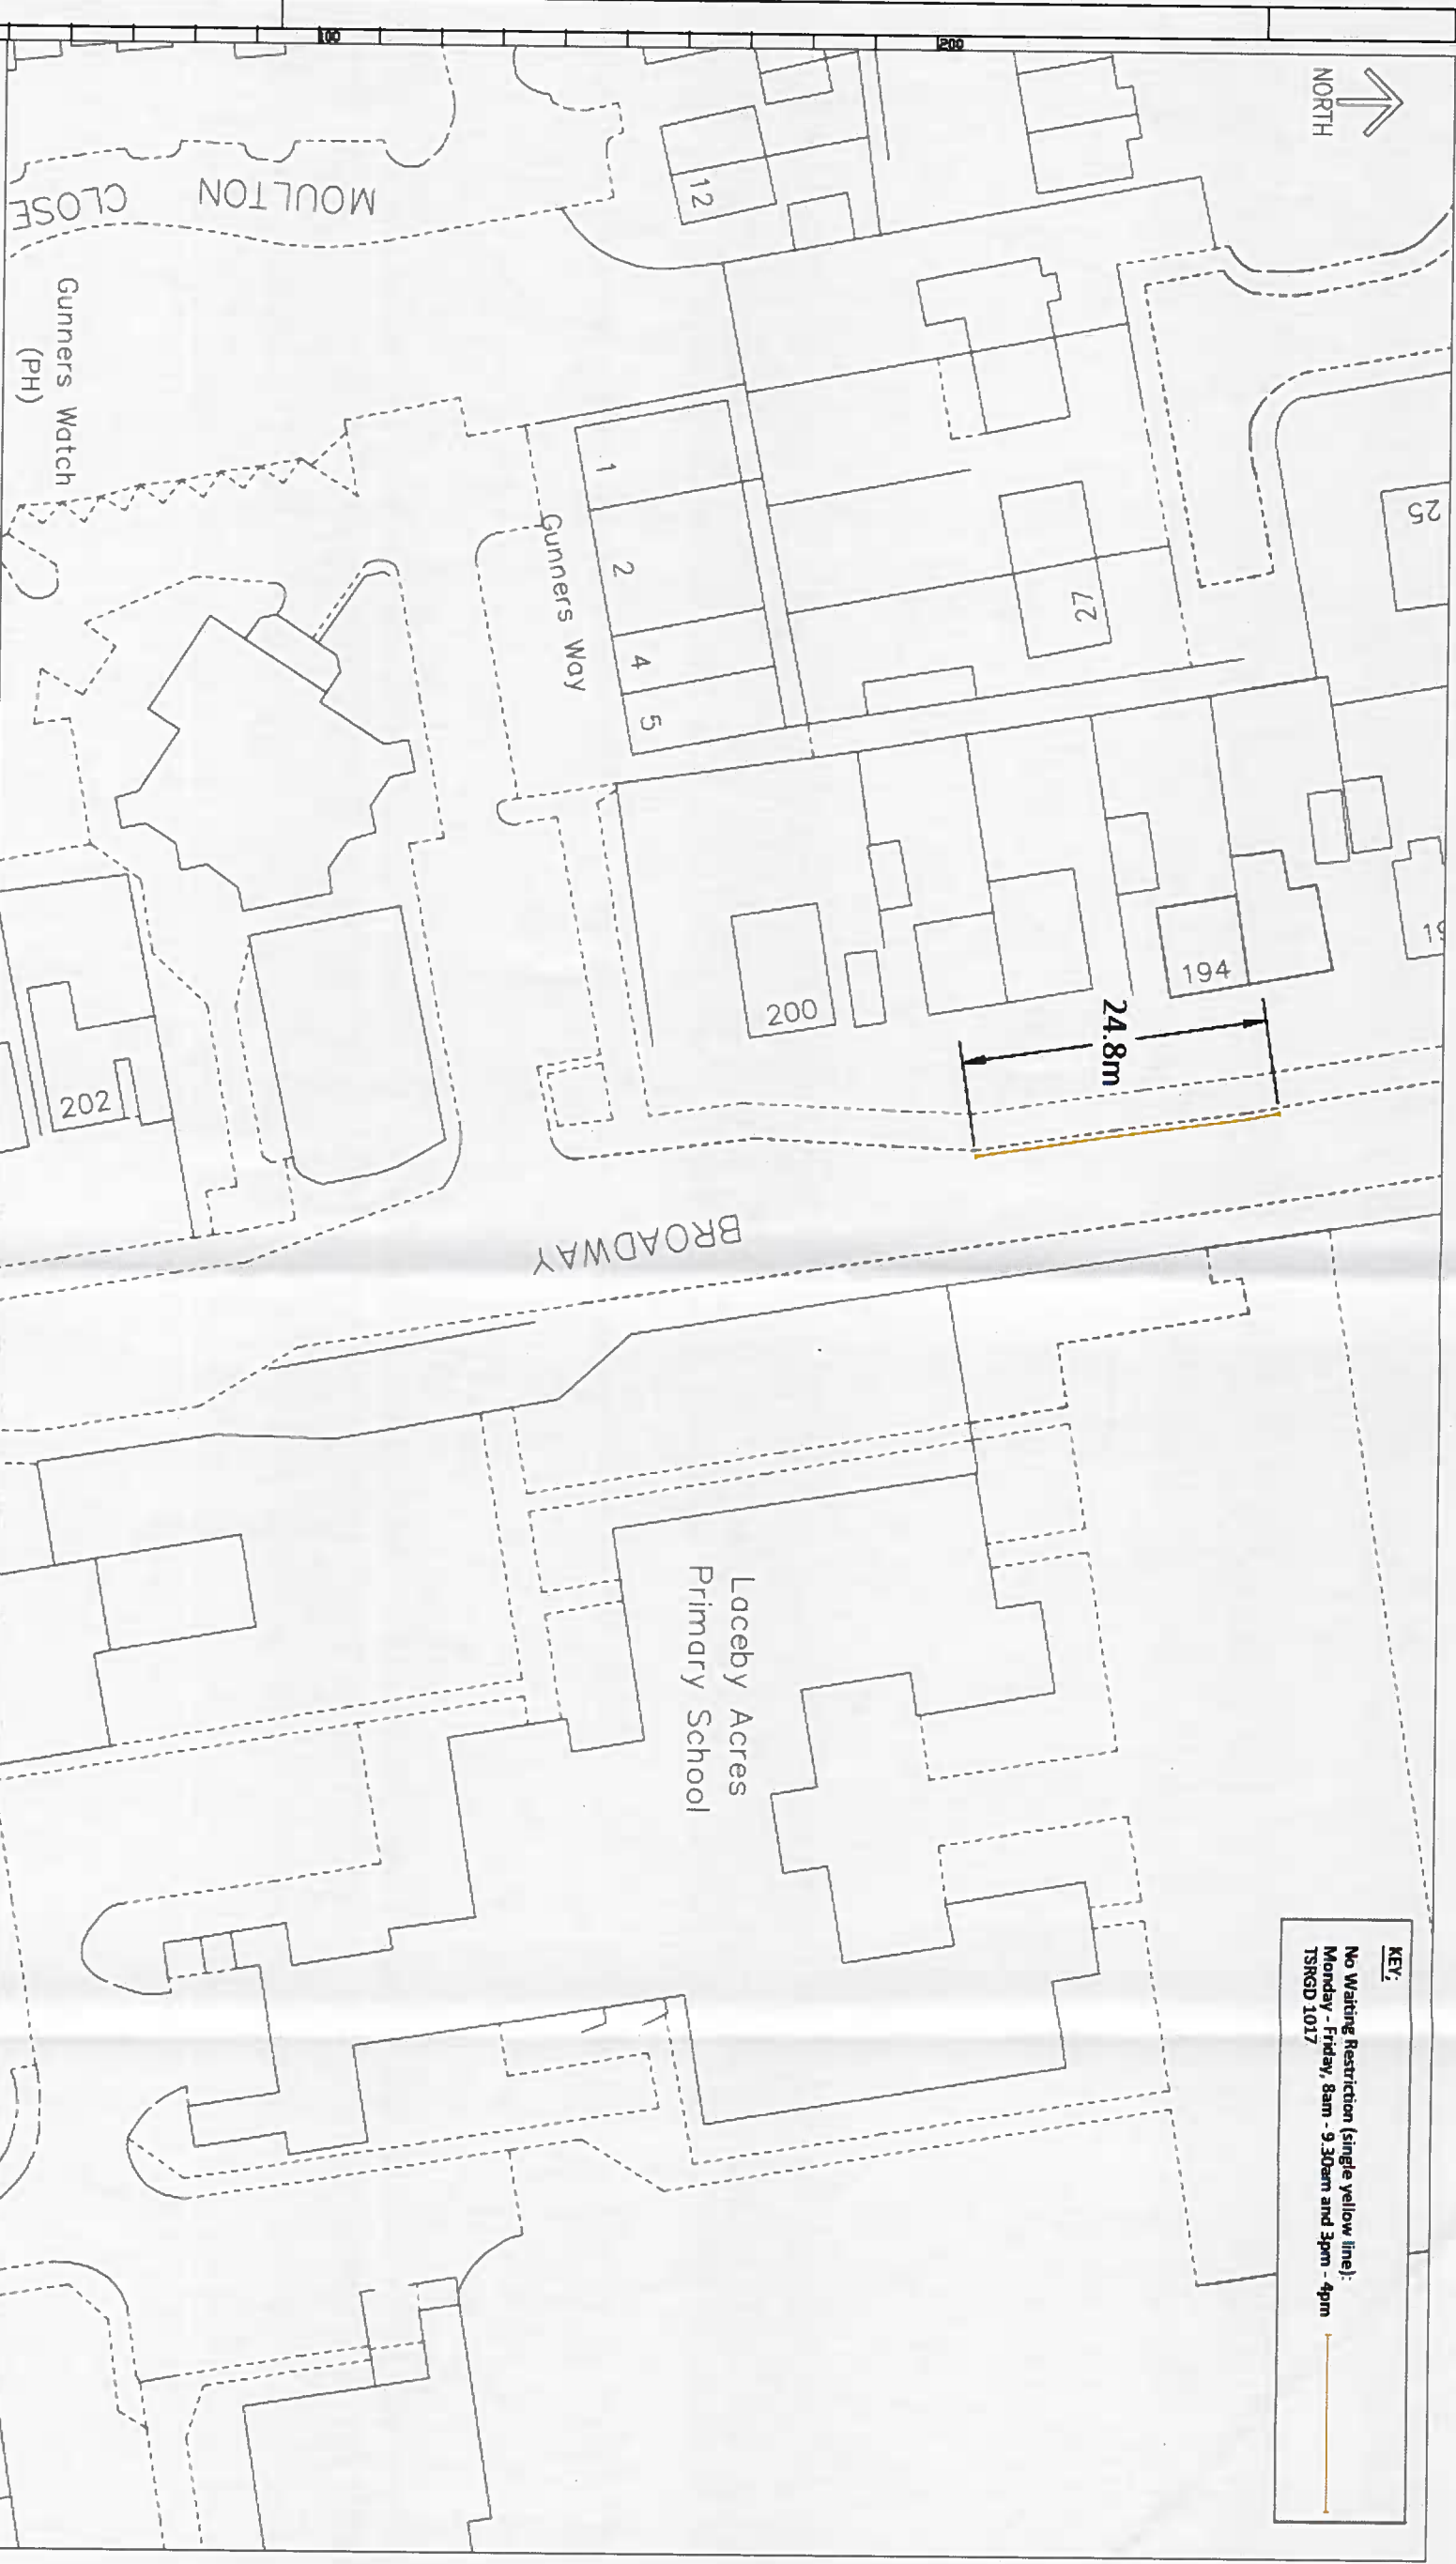 100
200
NORTH
MOULTON CLOSE
12
Gunners Watch
(PH)
Gunners Way
1
2
4
5
27
25
194
19
200
202
24.8m
BROADWAY
Laceby Acres
Primary School
KEY:
No Waiting Restriction (single yellow line):
Monday - Friday, 8am - 9.30am and 3pm - 4pm
TSRGD 1017